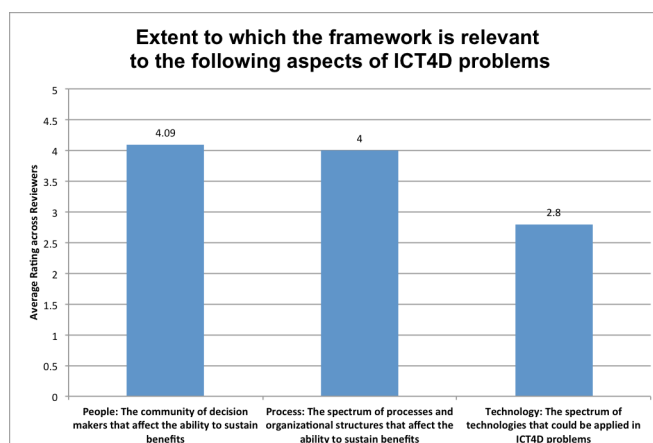 Extent to which the framework is relevant
to the following aspects of ICT4D problems
Average Rating across Reviewers
5
4.5
4
3.5
3
2.5
2
1.5
1
0.5
0
4.09
4
2.8
People: The community of decision
makers that affect the ability to sustain
benefits
Process: The spectrum of processes and
organizational structures that affect the
ability to sustain benefits
Technology: The spectrum of
technologies that could be applied in
ICT4D problems